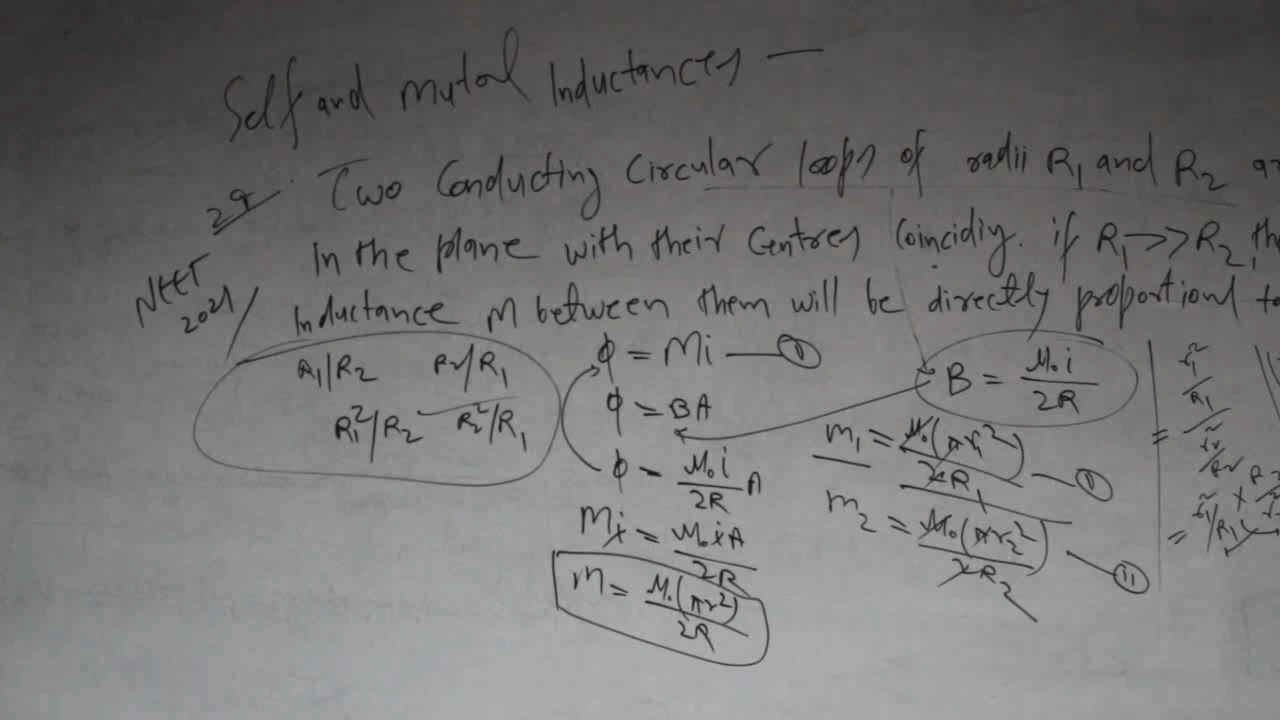 Self and mutal Inductances —
29. Two Conducting Circular loops of radii R₁ and R₂ ar
In the plane with their Centres Coinciding. if R₁ >> R₂, th
NEET 2021 / Inductance M between them will be directly proportional to
R₁/R₂ R₂/R₁
R₁²/R₂ R₂²/R₁
ϕ = Mi — ①
ϕ = BA
ϕ = μ₀i/2R A
Mi = μ₀iA/2R
m = μ₀(πr²)/2R
B = μ₀i/2R
m₁ = μ₀(πr₁²)/2R₁ — ①
m₂ = μ₀(πr₂²)/2R₂ — ⑪